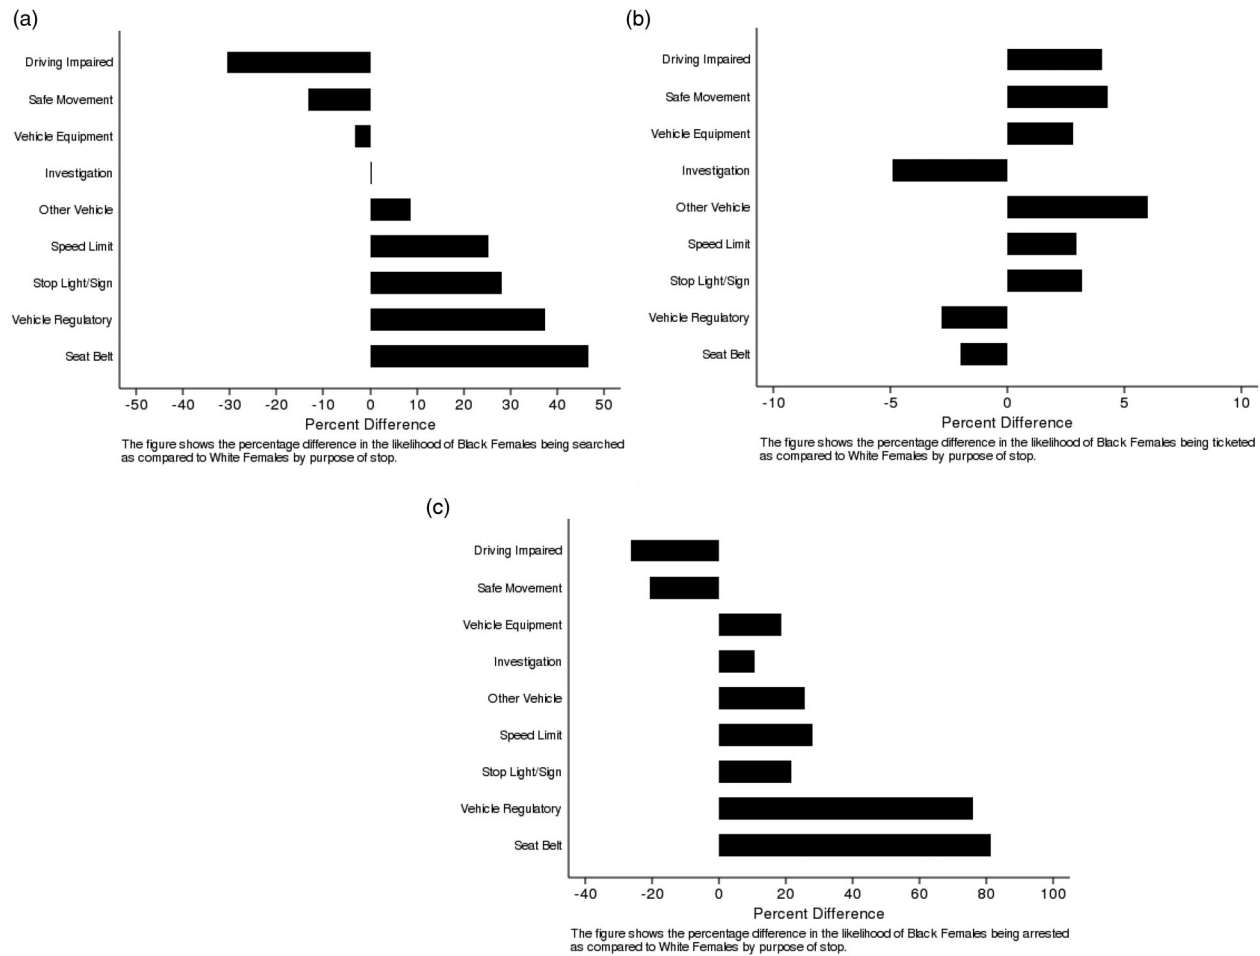 (a)
Driving Impaired
Safe Movement
Vehicle Equipment
Investigation
Other Vehicle
Speed Limit
Stop Light/Sign
Vehicle Regulatory
Seat Belt
-50 -40 -30 -20 -10 0 10 20 30 40 50
Percent Difference
The figure shows the percentage difference in the likelihood of Black Females being searched
as compared to White Females by purpose of stop.
(b)
Driving Impaired
Safe Movement
Vehicle Equipment
Investigation
Other Vehicle
Speed Limit
Stop Light/Sign
Vehicle Regulatory
Seat Belt
-10 -5 0 5 10
Percent Difference
The figure shows the percentage difference in the likelihood of Black Females being ticketed
as compared to White Females by purpose of stop.
(c)
Driving Impaired
Safe Movement
Vehicle Equipment
Investigation
Other Vehicle
Speed Limit
Stop Light/Sign
Vehicle Regulatory
Seat Belt
-40 -20 0 20 40 60 80 100
Percent Difference
The figure shows the percentage difference in the likelihood of Black Females being arrested
as compared to White Females by purpose of stop.